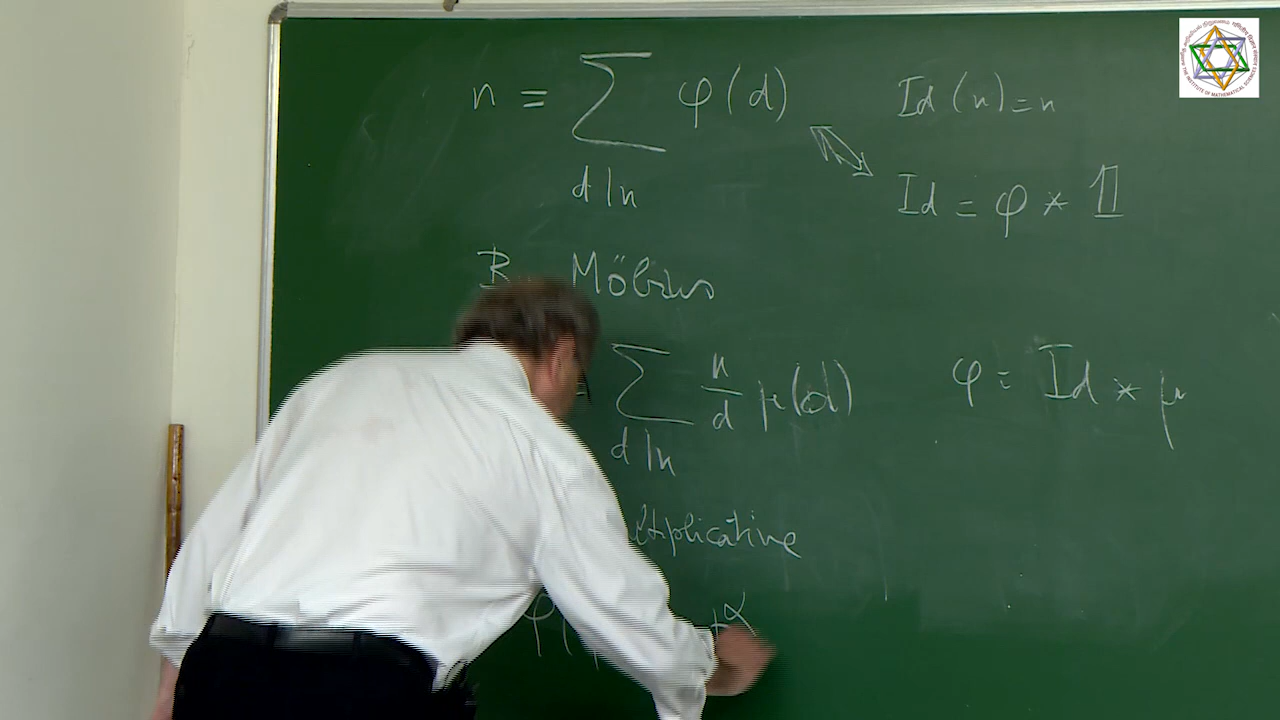 n = ∑ φ(d)
d|n
Id(n) = n
Id = φ * 𝟙
Möbius
= ∑ n/d μ(d)
d|n
φ = Id * μ
ltiplicative
φ(